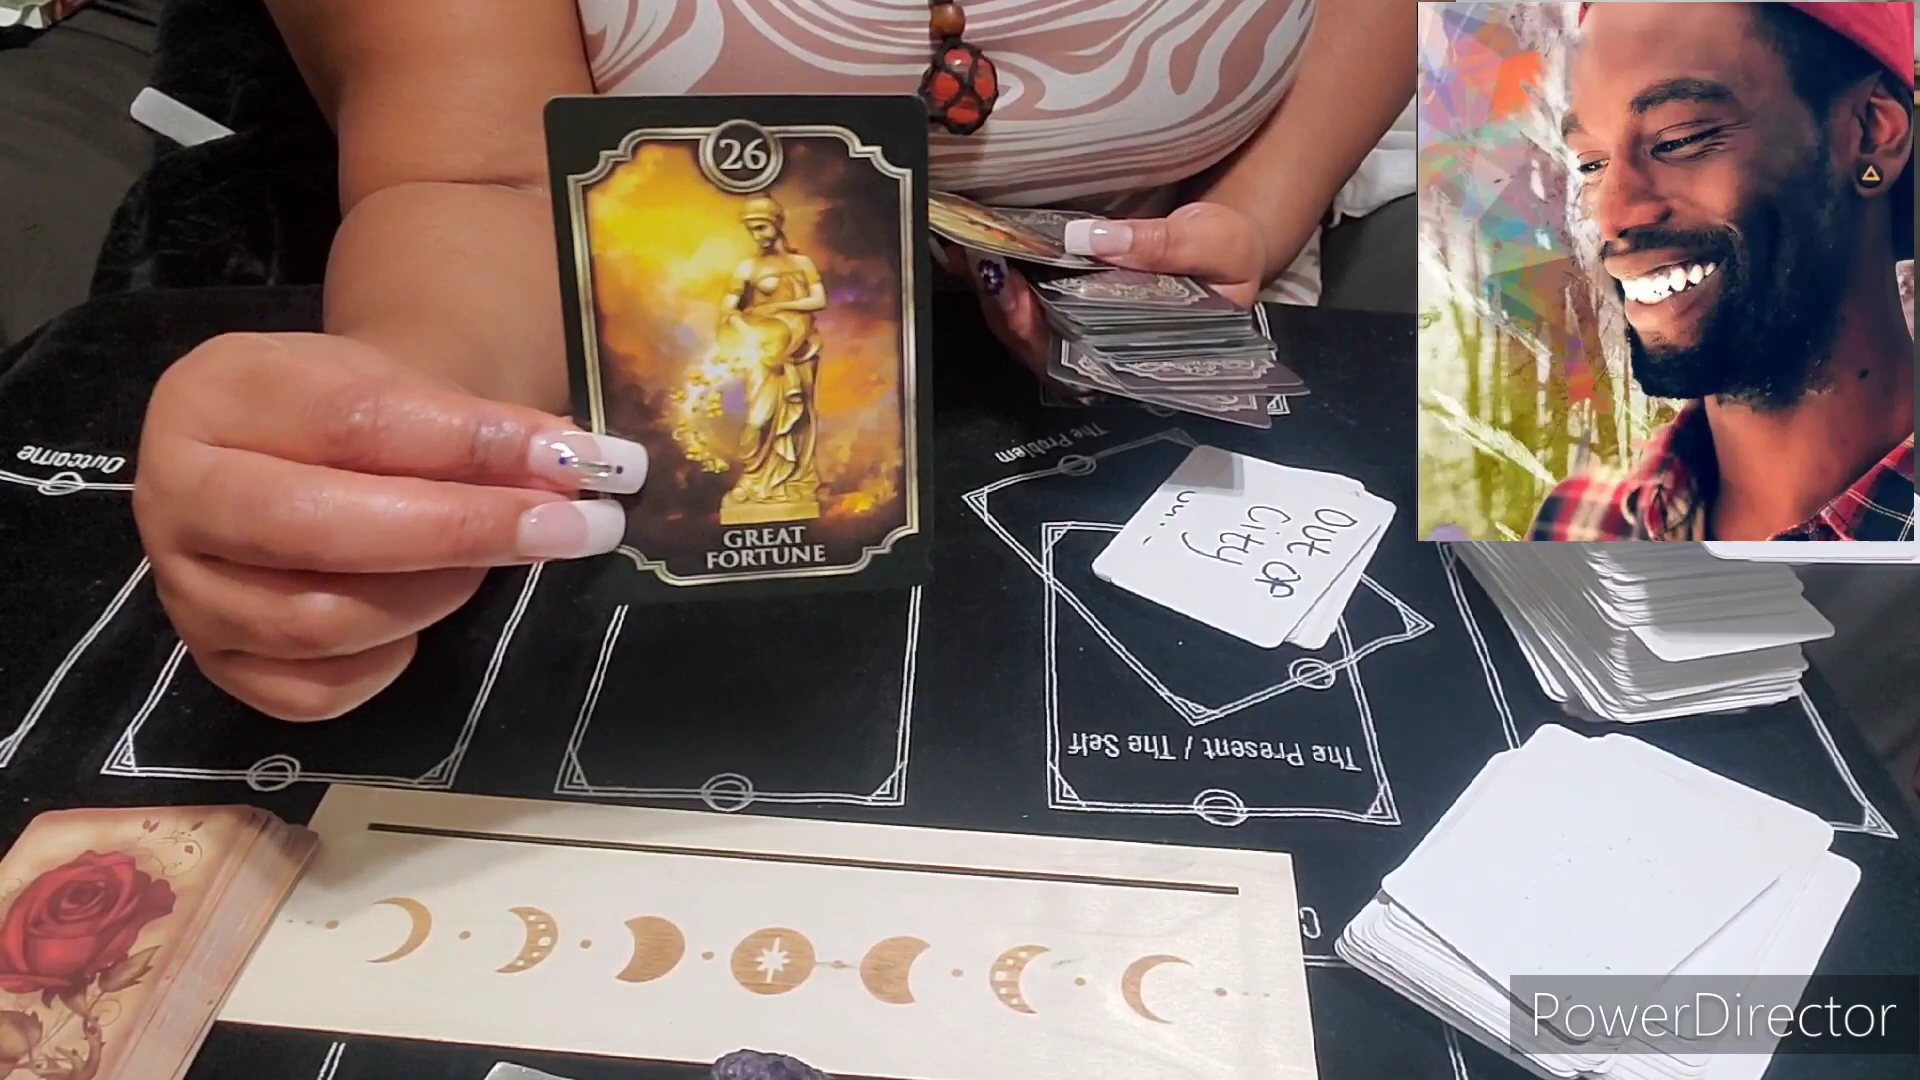 26
GREAT
FORTUNE
Outcome
The Problem
Out of
City
The Present / The Self
PowerDirector